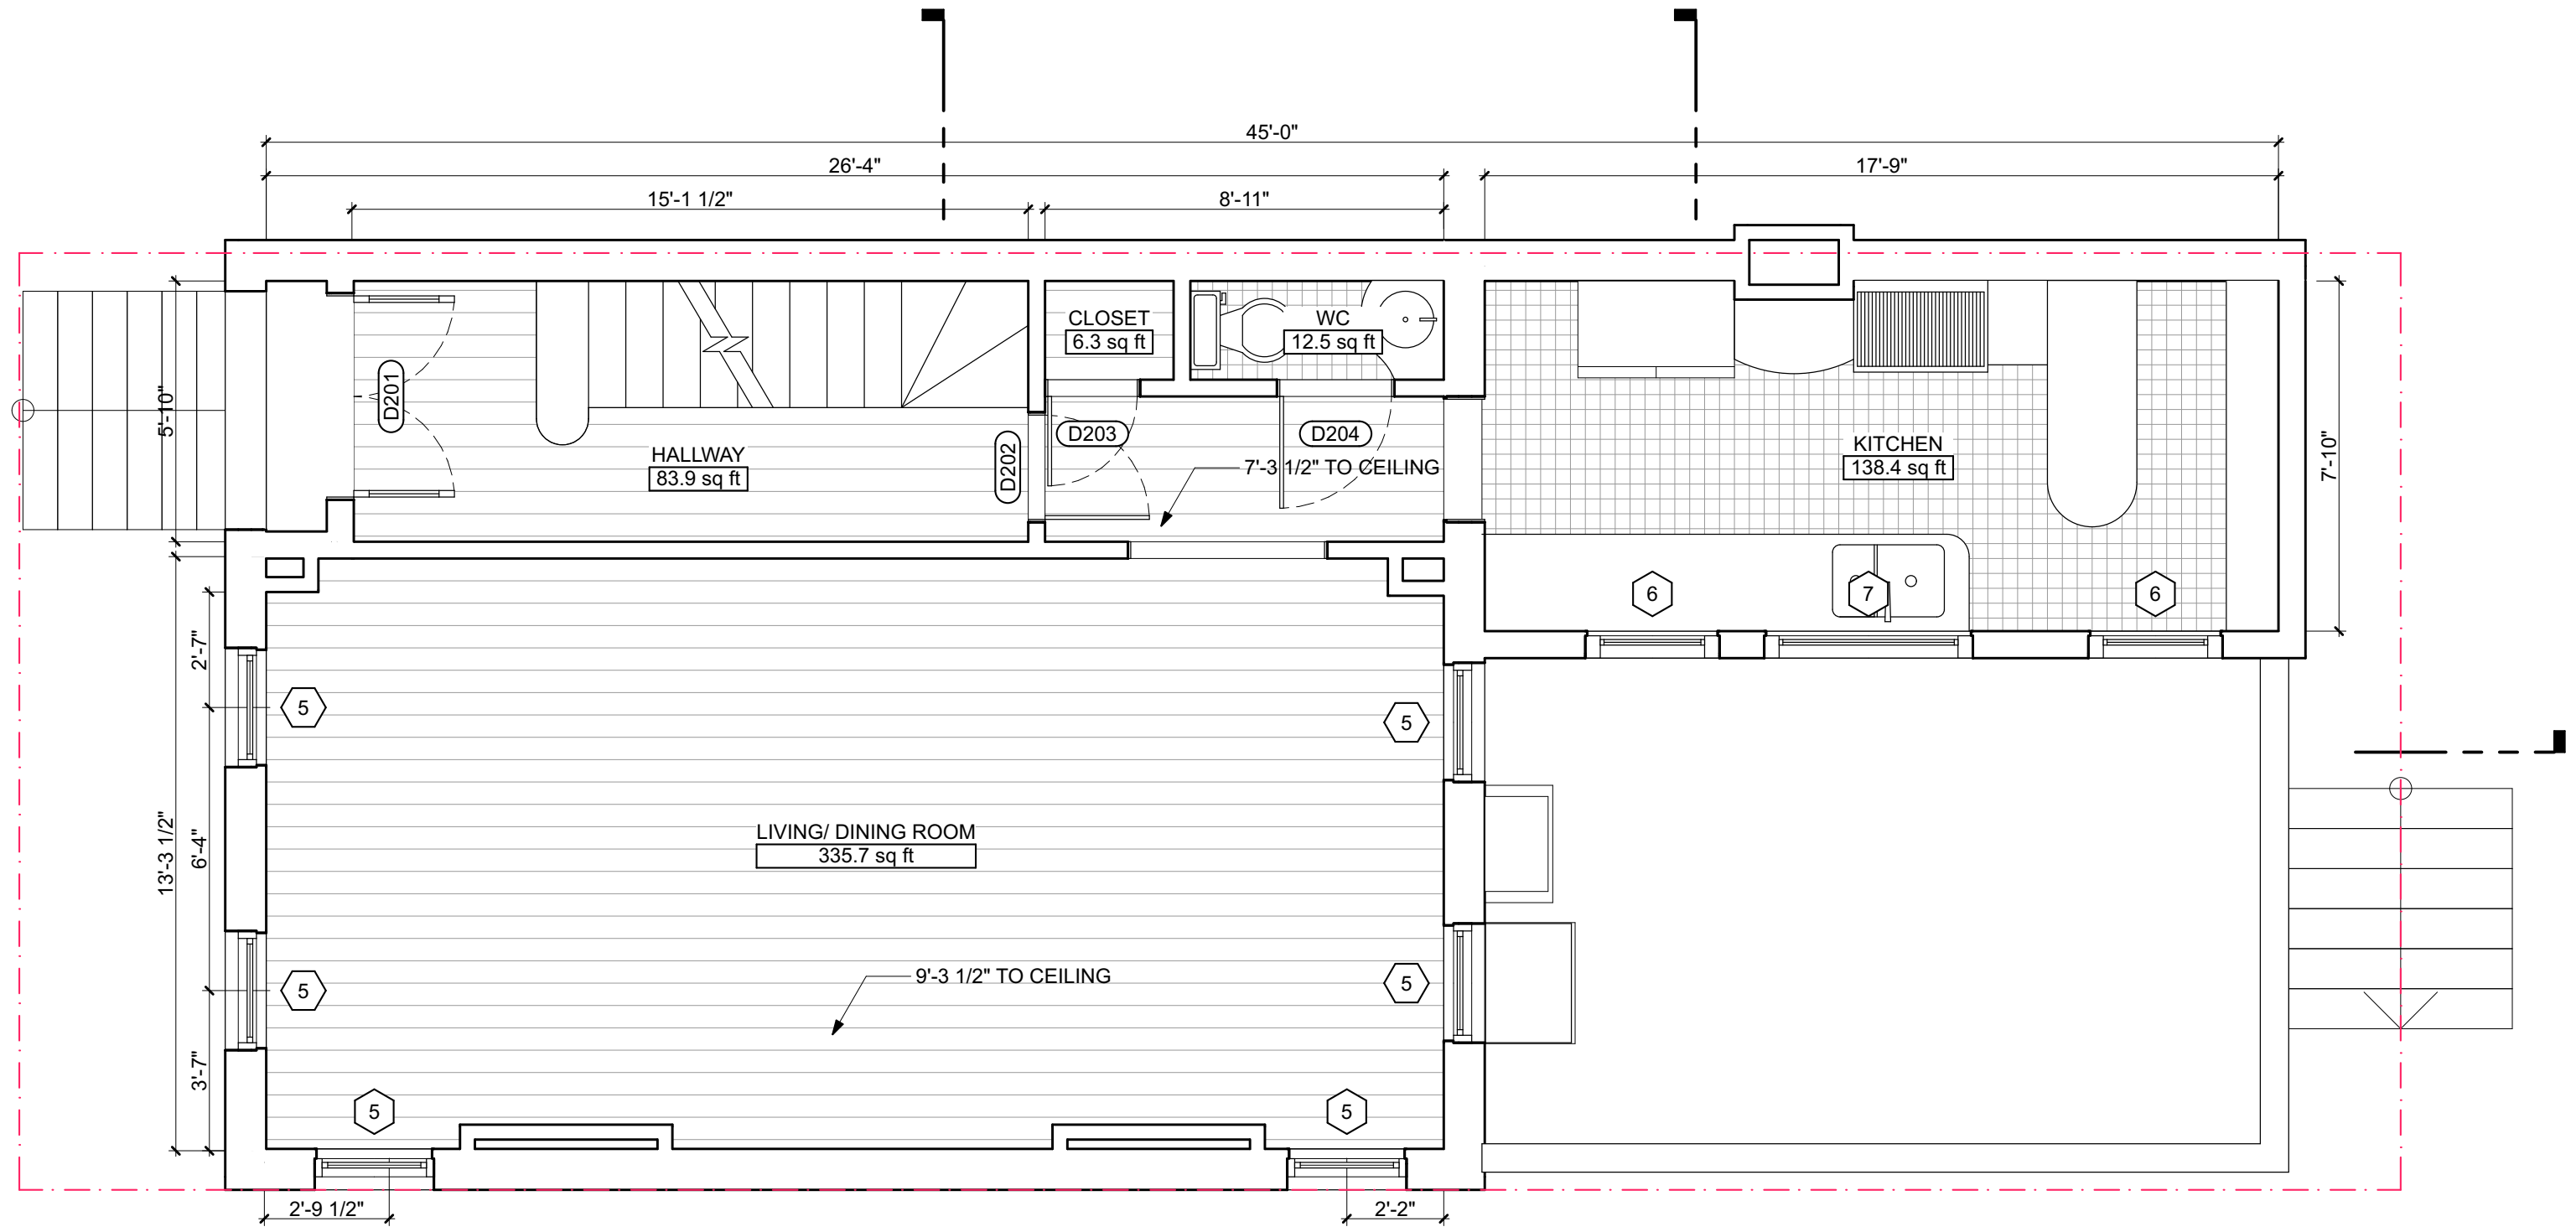 45'-0"
26'-4"
17'-9"
15'-1 1/2"
8'-11"
CLOSET
6.3 sq ft
WC
12.5 sq ft
D201
5'-10"
D203
D204
D202
HALLWAY
83.9 sq ft
7'-3 1/2" TO CEILING
KITCHEN
138.4 sq ft
7'-10"
6
7
6
2'-7"
5
5
13'-3 1/2"
6'-4"
LIVING/ DINING ROOM
335.7 sq ft
9'-3 1/2" TO CEILING
5
5
3'-7"
5
5
2'-9 1/2"
2'-2"